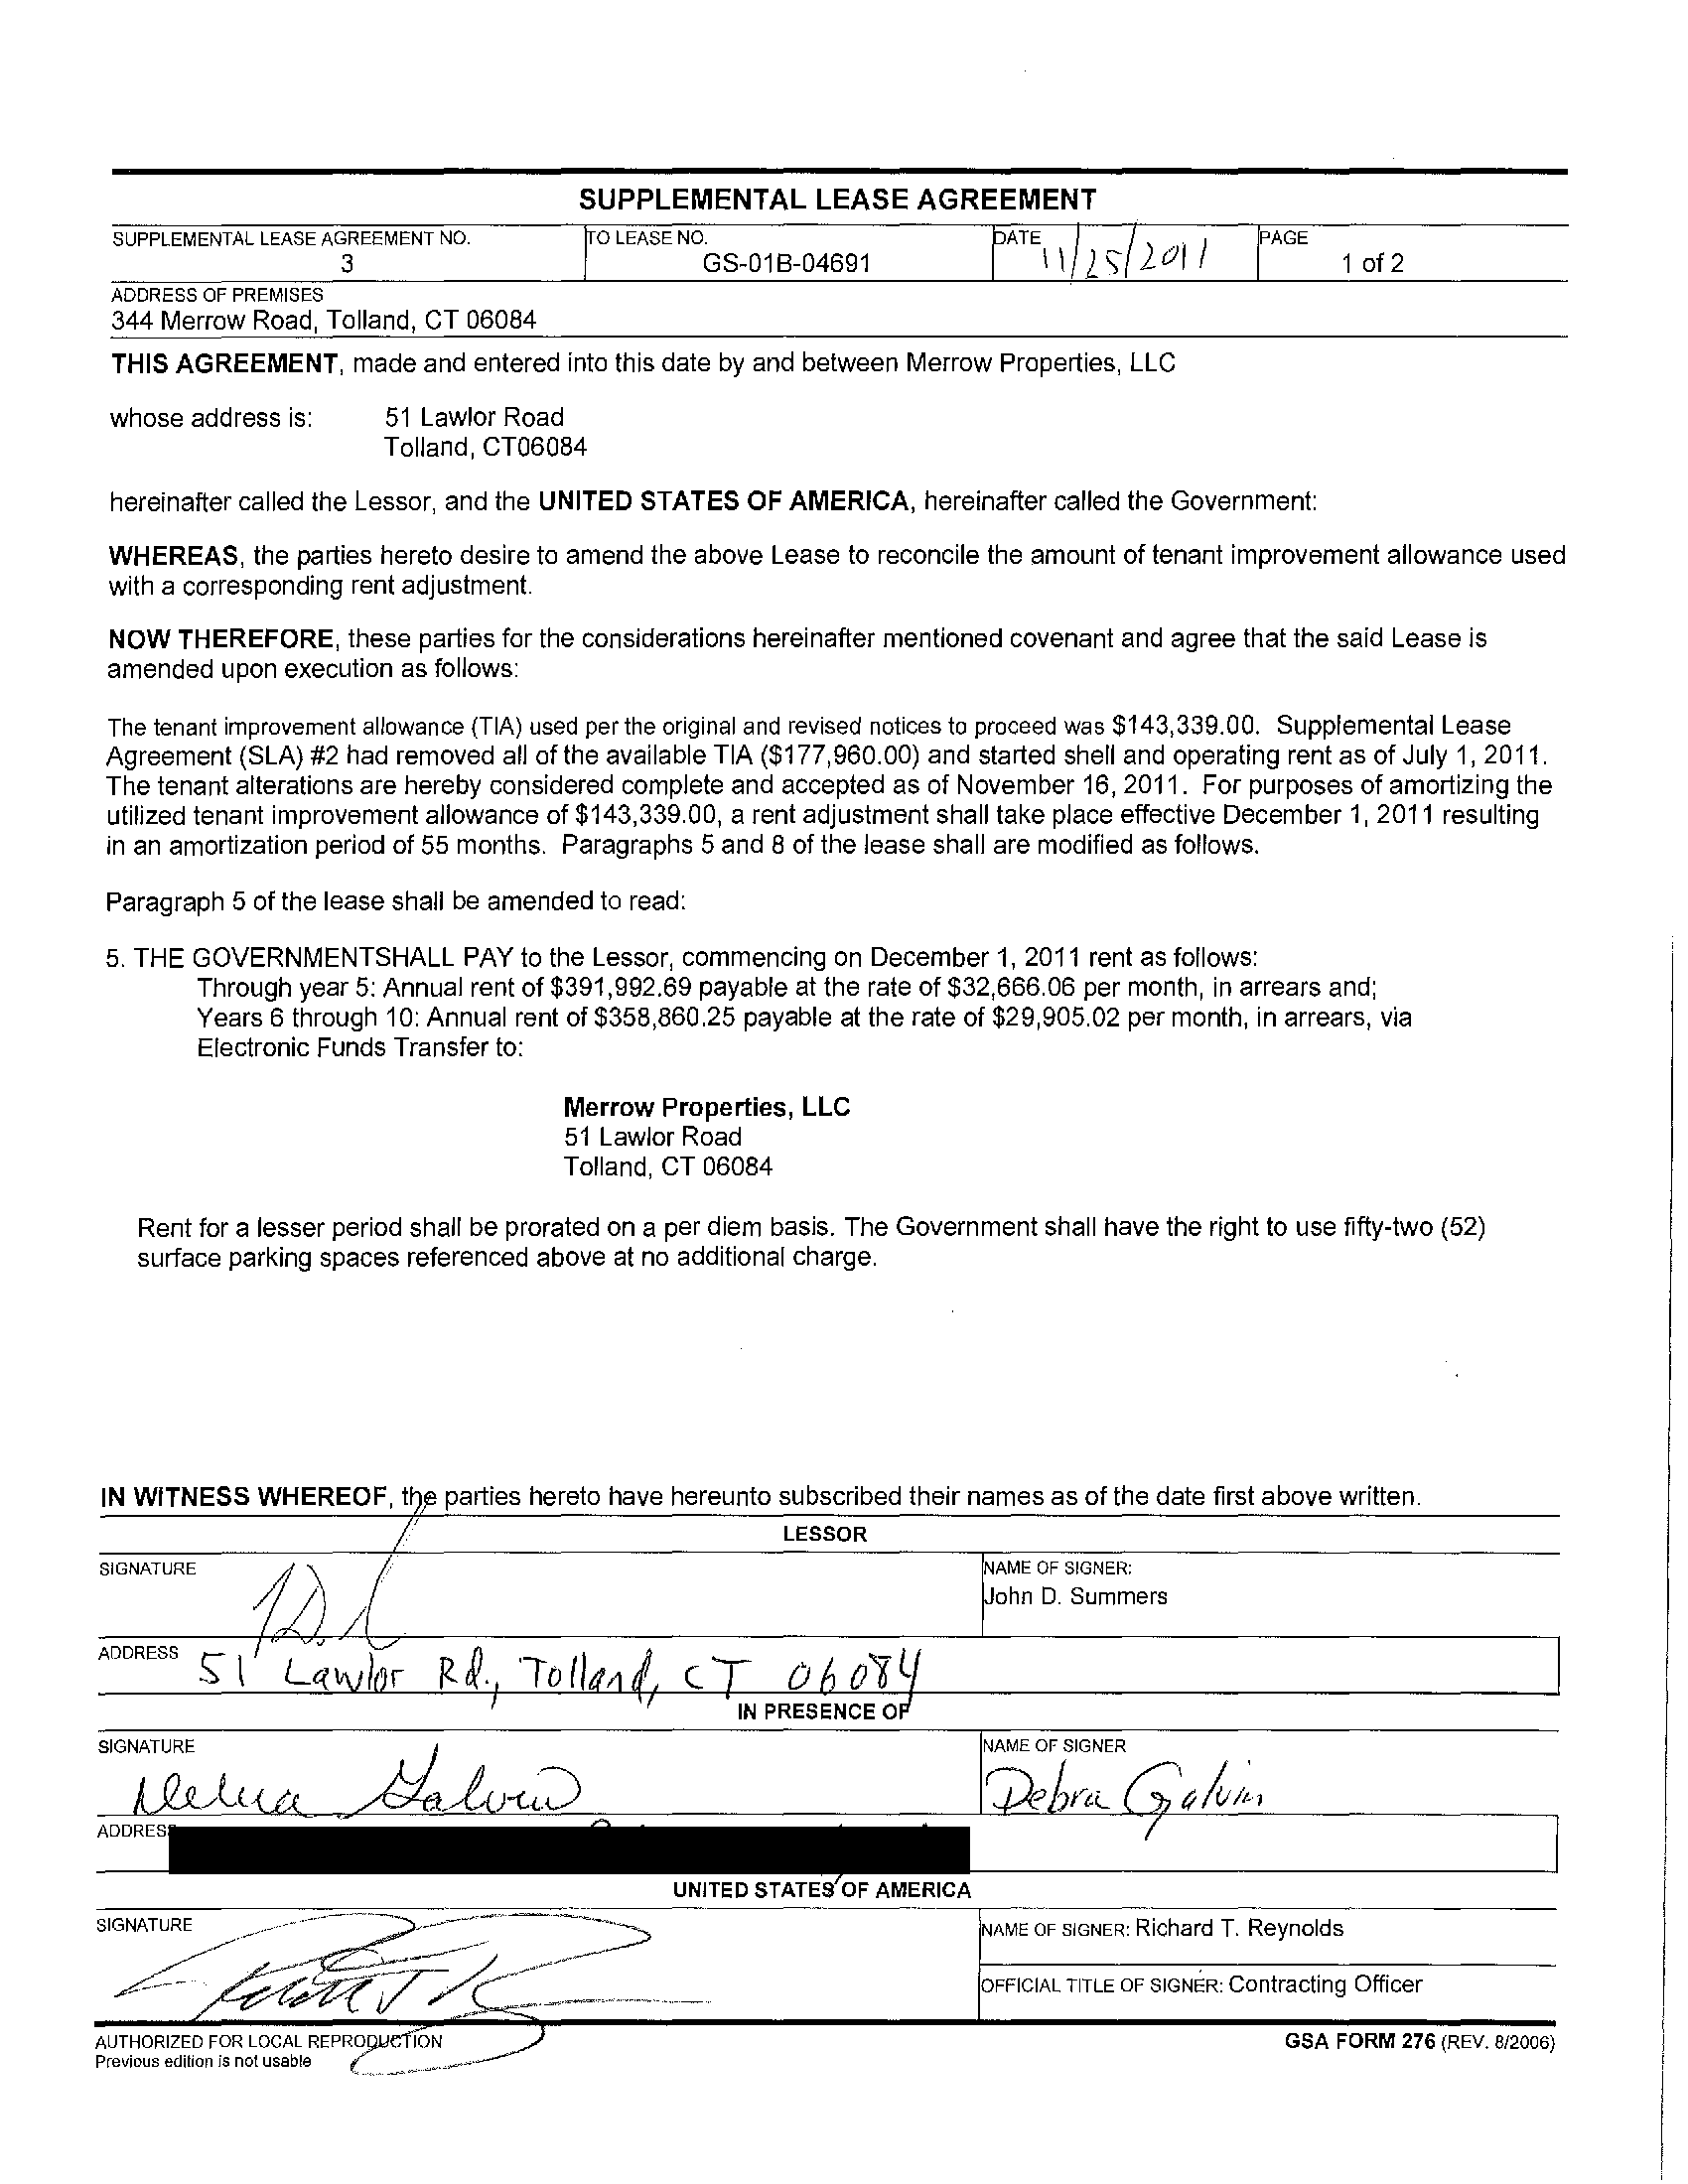 SUPPLEMENTAL LEASE AGREEMENT
SUPPLEMENTAL LEASE AGREEMENT NO. TO LEASE NO. DATE PAGE
3 GS-01B-04691 11/25/2011 1 of 2
ADDRESS OF PREMISES
344 Merrow Road, Tolland, CT 06084
THIS AGREEMENT, made and entered into this date by and between Merrow Properties, LLC
whose address is: 51 Lawlor Road
Tolland, CT06084
hereinafter called the Lessor, and the UNITED STATES OF AMERICA, hereinafter called the Government:
WHEREAS, the parties hereto desire to amend the above Lease to reconcile the amount of tenant improvement allowance used
with a corresponding rent adjustment.
NOW THEREFORE, these parties for the considerations hereinafter mentioned covenant and agree that the said Lease is
amended upon execution as follows:
The tenant improvement allowance (TIA) used per the original and revised notices to proceed was $143,339.00. Supplemental Lease
Agreement (SLA) #2 had removed all of the available TIA ($177,960.00) and started shell and operating rent as of July 1, 2011.
The tenant alterations are hereby considered complete and accepted as of November 16, 2011. For purposes of amortizing the
utilized tenant improvement allowance of $143,339.00, a rent adjustment shall take place effective December 1, 2011 resulting
in an amortization period of 55 months. Paragraphs 5 and 8 of the lease shall are modified as follows.
Paragraph 5 of the lease shall be amended to read:
5. THE GOVERNMENTSHALL PAY to the Lessor, commencing on December 1, 2011 rent as follows:
Through year 5: Annual rent of $391,992.69 payable at the rate of $32,666.06 per month, in arrears and;
Years 6 through 10: Annual rent of $358,860.25 payable at the rate of $29,905.02 per month, in arrears, via
Electronic Funds Transfer to:
Merrow Properties, LLC
51 Lawlor Road
Tolland, CT 06084
Rent for a lesser period shall be prorated on a per diem basis. The Government shall have the right to use fifty-two (52)
surface parking spaces referenced above at no additional charge.
IN WITNESS WHEREOF, the parties hereto have hereunto subscribed their names as of the date first above written.
LESSOR
SIGNATURE NAME OF SIGNER:
John D. Summers
ADDRESS 51 Lawlor Rd., Tolland, CT 06084
IN PRESENCE OF
SIGNATURE NAME OF SIGNER
Debra Galvin Debra Galvin
ADDRESS
UNITED STATES OF AMERICA
SIGNATURE NAME OF SIGNER: Richard T. Reynolds
OFFICIAL TITLE OF SIGNER: Contracting Officer
AUTHORIZED FOR LOCAL REPRODUCTION GSA FORM 276 (REV. 8/2006)
Previous edition is not usable